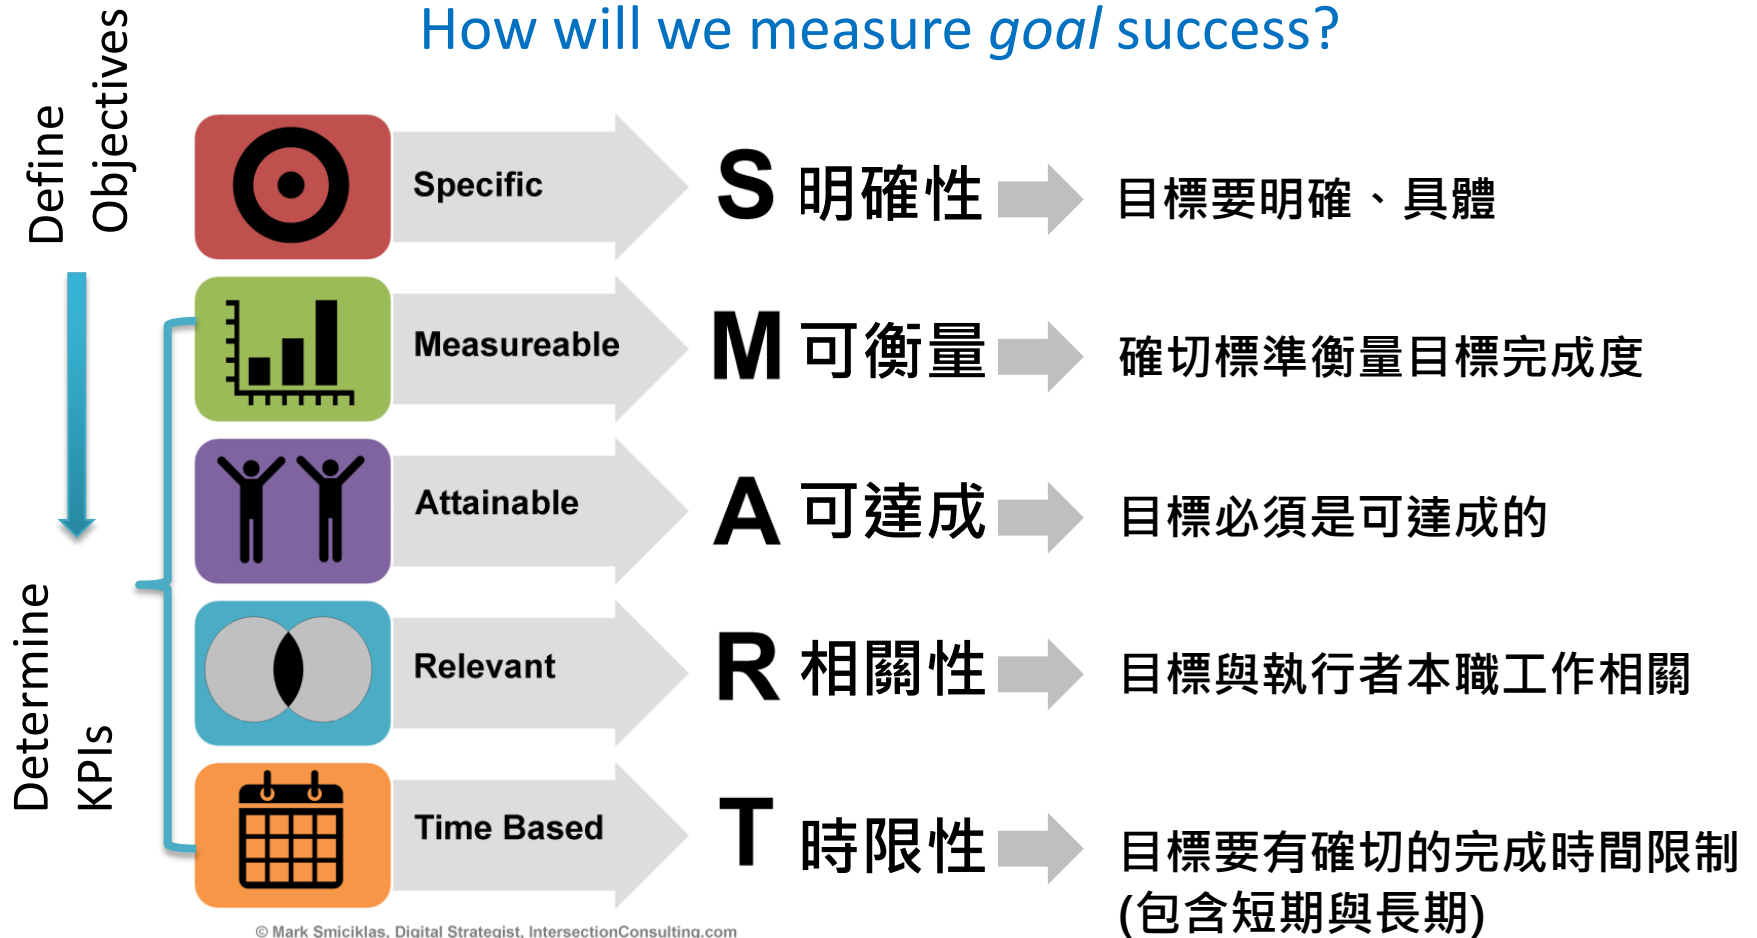 How will we measure goal success?
Define
Objectives
Specific
S 明確性
目標要明確、具體
Measureable
M 可衡量
確切標準衡量目標完成度
Attainable
A 可達成
目標必須是可達成的
Determine
KPIs
Relevant
R 相關性
目標與執行者本職工作相關
Time Based
T 時限性
目標要有確切的完成時間限制
(包含短期與長期)
© Mark Smiciklas, Digital Strategist, IntersectionConsulting.com